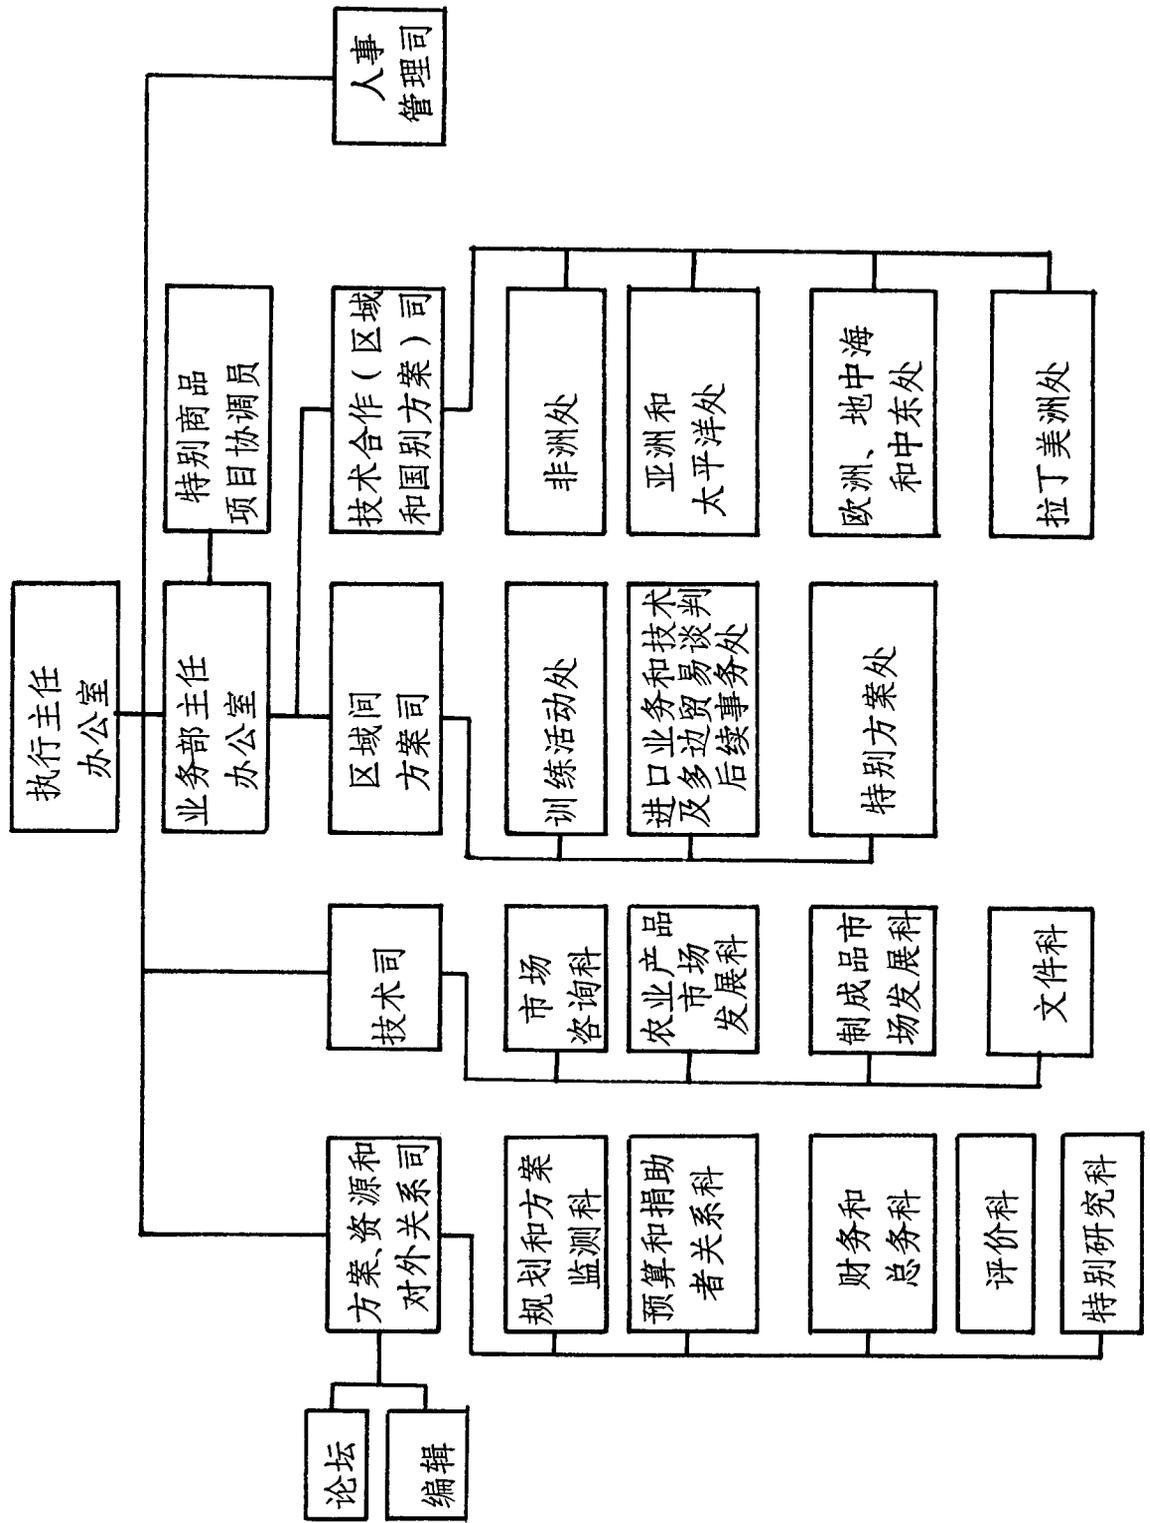 执行主任
办公室
业务部主任
办公室
特别商品
项目协调员
论坛
编辑
方案、资源和
对外关系司
技术司
区域间
方案司
技术合作(区域
和国别方案)司
人事
管理司
规划和方案
监测科
预算和捐助
者关系科
财务和
总务科
评价科
特别研究科
市场
咨询科
农业产品
市场
发展科
制成品市
场发展科
文件科
训练活动处
进口业务和技术
及多边贸易谈判
后续事务处
特别方案处
非洲处
亚洲和
太平洋处
欧洲、地中海
和中东处
拉丁美洲处